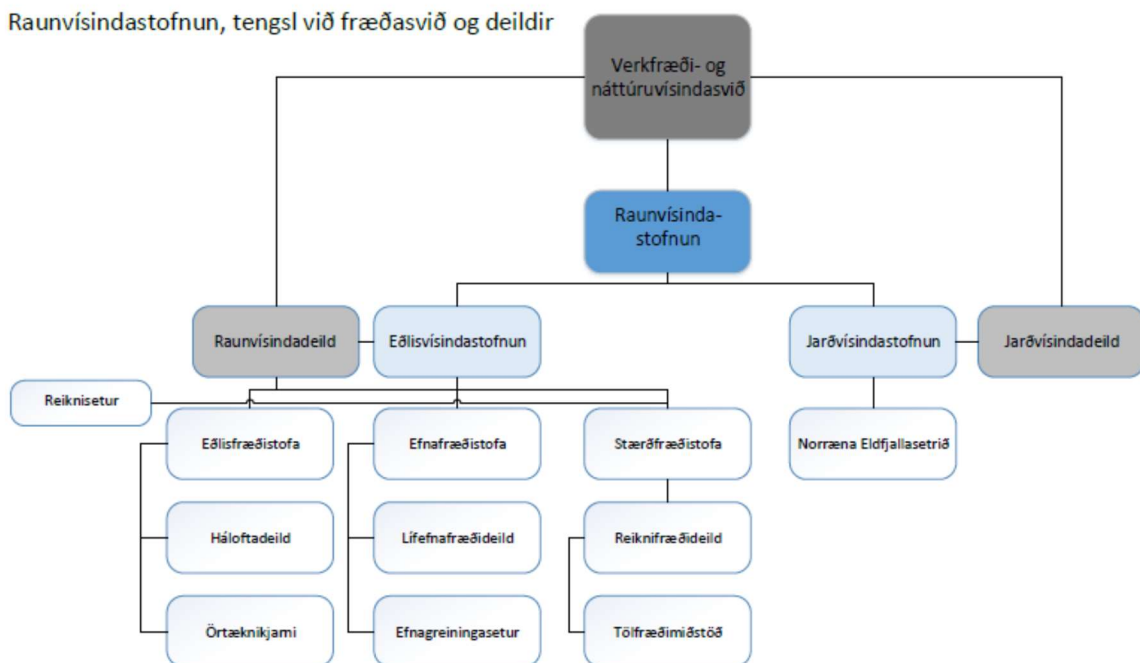 Raunvísindastofnun, tengsl við fræðasvið og deildir
Verkfræði- og
náttúruvísindasvið
Raunvísinda-
stofnun
Raunvísindadeild
Eðlisvísindastofnun
Jarðvísindastofnun
Jarðvísindadeild
Reiknisetur
Eðlisfræðistofa
Efnafræðistofa
Stærðfræðistofa
Norræna Eldfjallasetrið
Háloftadeild
Lífefnafræðideild
Reiknifræðideild
Örtæknikjarni
Efnagreiningasetur
Tölfræðimiðstöð